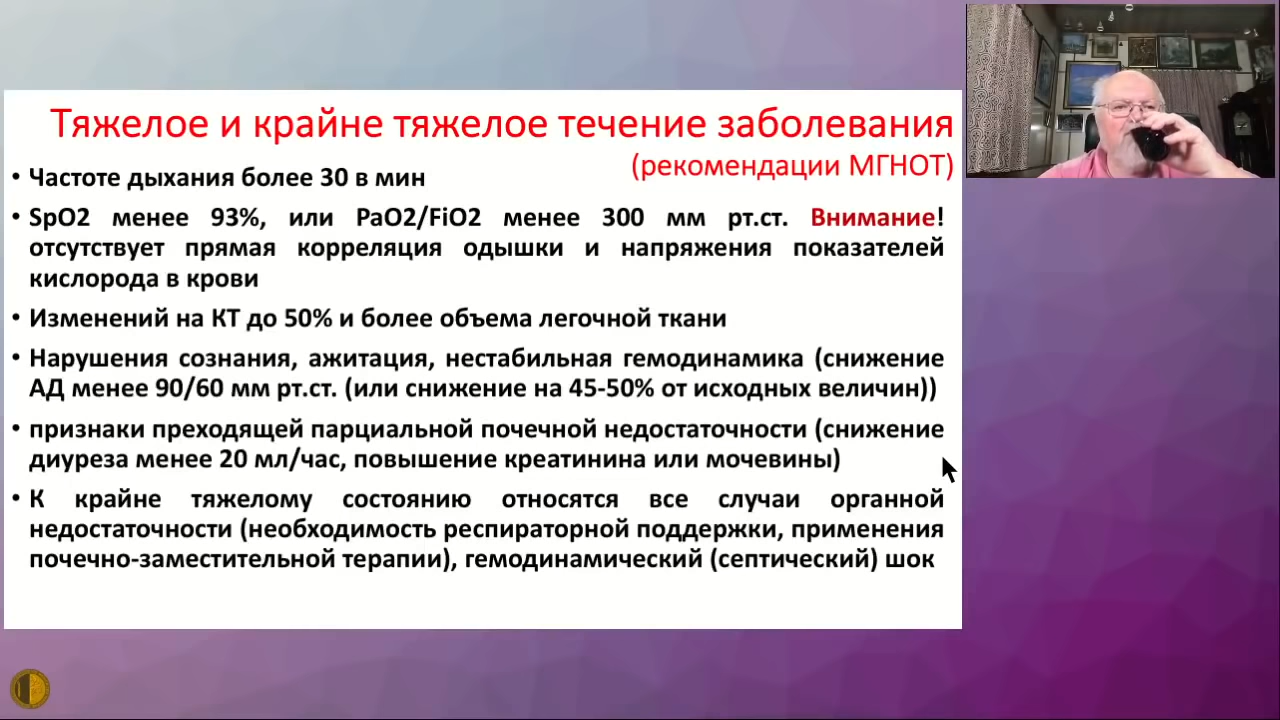 Тяжелое и крайне тяжелое течение заболевания
(рекомендации МГНОТ)
• Частоте дыхания более 30 в мин
• SpO2 менее 93%, или PaO2/FiO2 менее 300 мм рт.ст. Внимание!
отсутствует прямая корреляция одышки и напряжения показателей
кислорода в крови
• Изменений на КТ до 50% и более объема легочной ткани
• Нарушения сознания, ажитация, нестабильная гемодинамика (снижение
АД менее 90/60 мм рт.ст. (или снижение на 45-50% от исходных величин))
• признаки преходящей парциальной почечной недостаточности (снижение
диуреза менее 20 мл/час, повышение креатинина или мочевины)
• К крайне тяжелому состоянию относятся все случаи органной
недостаточности (необходимость респираторной поддержки, применения
почечно-заместительной терапии), гемодинамический (септический) шок